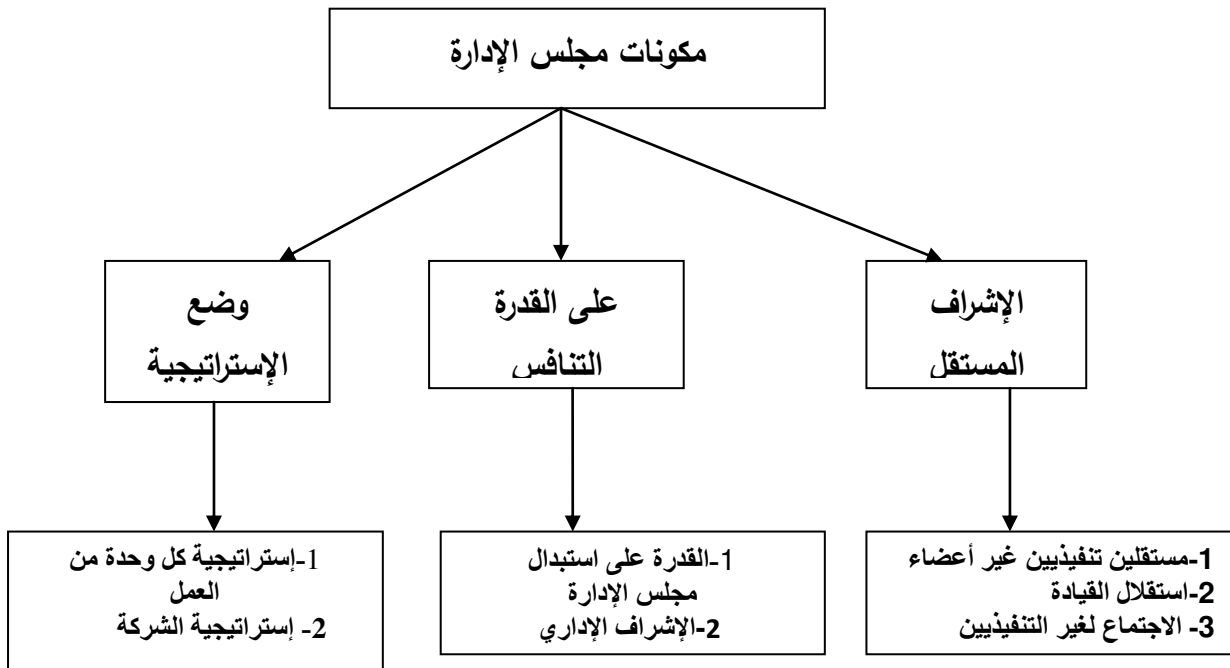 مكونات مجلس الإدارة
الإشراف
المستقل
على القدرة
التنافس
وضع
الإستراتيجية
1-مستقلين تنفيذيين غير أعضاء
2-استقلال القيادة
3- الاجتماع لغير التنفيذيين
1-القدرة على استبدال
مجلس الإدارة
2-الإشراف الإداري
1-إستراتيجية كل وحدة من
العمل
2- إستراتيجية الشركة